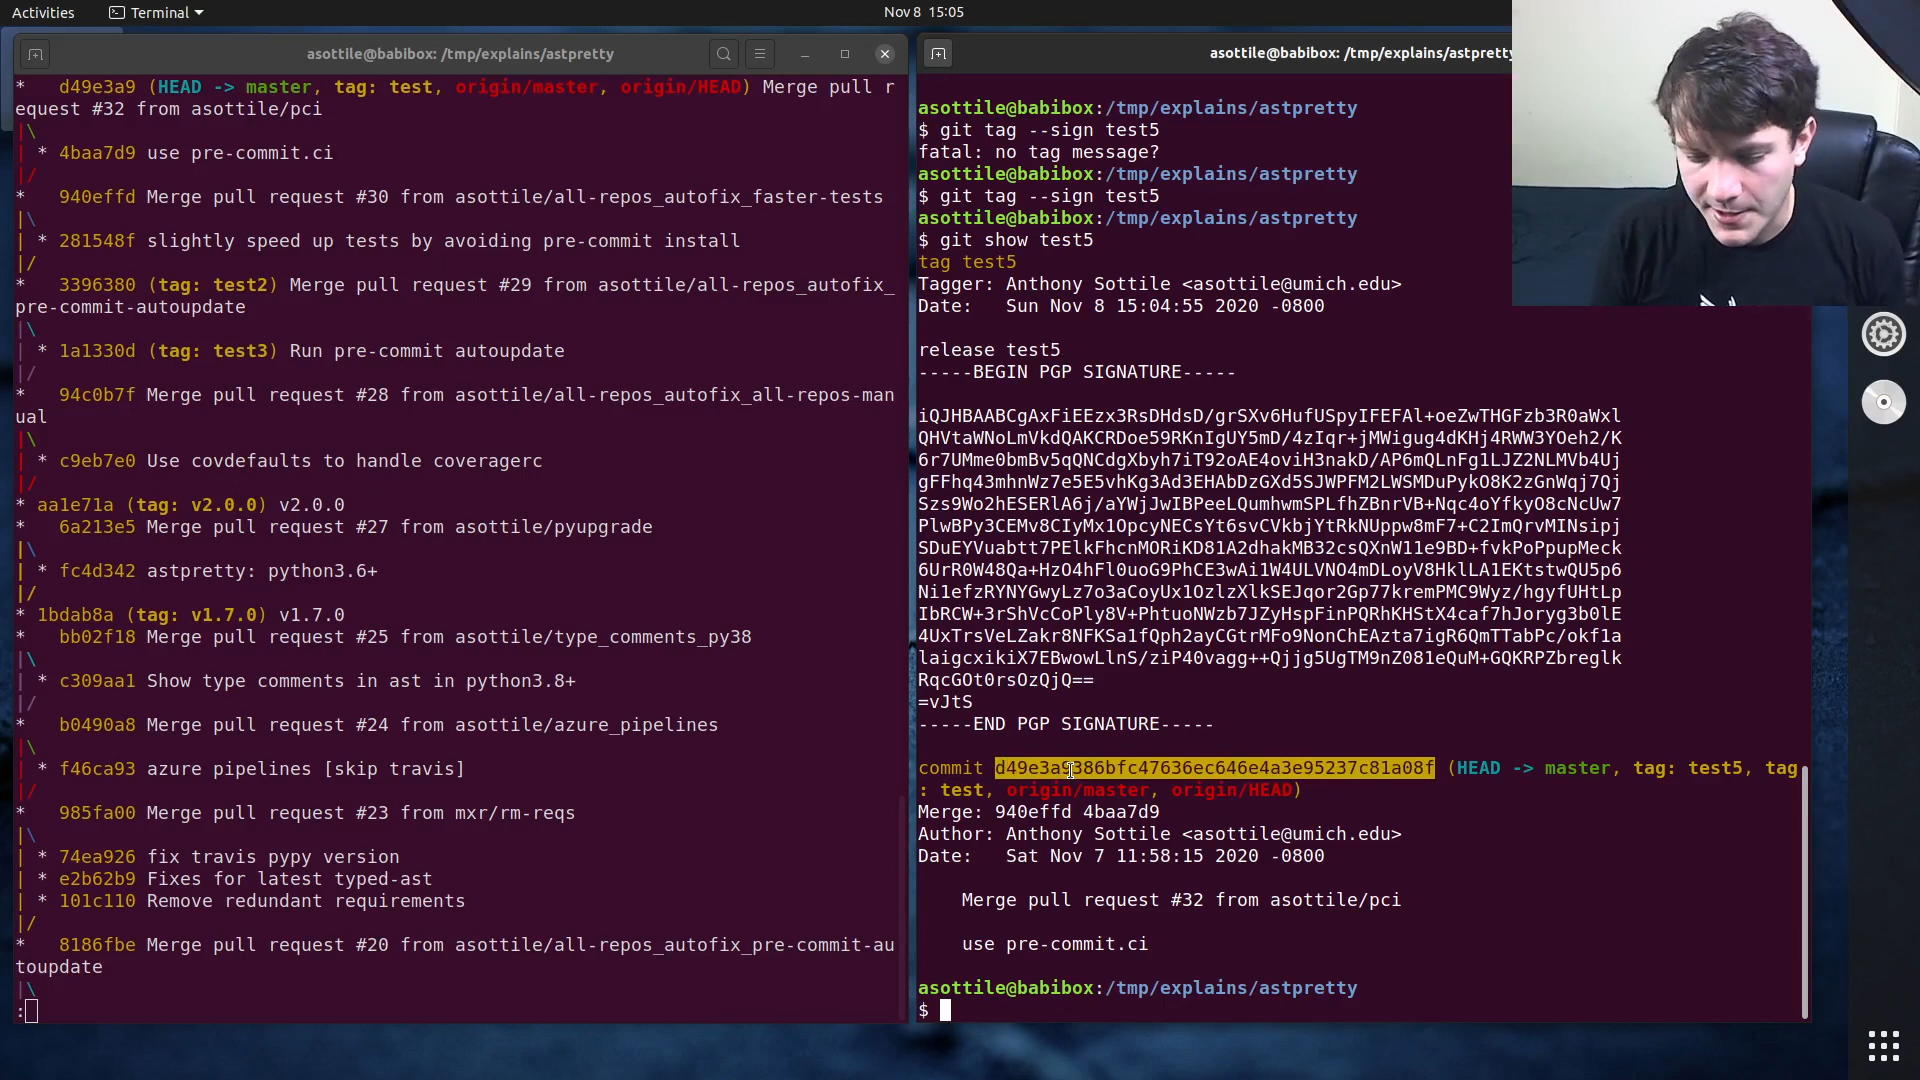 Activities
Terminal
Nov 8 15:05
asottile@babibox: /tmp/explains/astpretty
*   d49e3a9 (HEAD -> master, tag: test, origin/master, origin/HEAD) Merge pull r
equest #32 from asottile/pci
|\
| * 4baa7d9 use pre-commit.ci
|/
*   940effd Merge pull request #30 from asottile/all-repos_autofix_faster-tests
|\
| * 281548f slightly speed up tests by avoiding pre-commit install
|/
*   3396380 (tag: test2) Merge pull request #29 from asottile/all-repos_autofix_
pre-commit-autoupdate
|\
| * 1a1330d (tag: test3) Run pre-commit autoupdate
|/
*   94c0b7f Merge pull request #28 from asottile/all-repos_autofix_all-repos-man
ual
|\
| * c9eb7e0 Use covdefaults to handle coveragerc
|/
* aa1e71a (tag: v2.0.0) v2.0.0
*   6a213e5 Merge pull request #27 from asottile/pyupgrade
|\
| * fc4d342 astpretty: python3.6+
|/
* 1bdab8a (tag: v1.7.0) v1.7.0
*   bb02f18 Merge pull request #25 from asottile/type_comments_py38
|\
| * c309aa1 Show type comments in ast in python3.8+
|/
*   b0490a8 Merge pull request #24 from asottile/azure_pipelines
|\
| * f46ca93 azure pipelines [skip travis]
|/
*   985fa00 Merge pull request #23 from mxr/rm-reqs
|\
| * 74ea926 fix travis pypy version
| * e2b62b9 Fixes for latest typed-ast
| * 101c110 Remove redundant requirements
|/
*   8186fbe Merge pull request #20 from asottile/all-repos_autofix_pre-commit-au
toupdate
|\
:
asottile@babibox: /tmp/explains/astpretty
asottile@babibox:/tmp/explains/astpretty
$ git tag --sign test5
fatal: no tag message?
asottile@babibox:/tmp/explains/astpretty
$ git tag --sign test5
asottile@babibox:/tmp/explains/astpretty
$ git show test5
tag test5
Tagger: Anthony Sottile <asottile@umich.edu>
Date:   Sun Nov 8 15:04:55 2020 -0800
release test5
-----BEGIN PGP SIGNATURE-----
iQJHBAABCgAxFiEEzx3RsDHdsD/grSXv6HufUSpyIFEFAl+oeZwTHGFzb3R0aWxl
QHVtaWNoLmVkdQAKCRDoe59RKnIgUY5mD/4zIqr+jMWigug4dKHj4RWW3YOeh2/K
6r7UMme0bmBv5qQNCdgXbyh7iT92oAE4oviH3nakD/AP6mQLnFg1LJZ2NLMVb4Uj
gFFhq43mhnWz7e5E5vhKg3Ad3EHAbDzGXd5SJWPFM2LWSMDuPykO8K2zGnWqj7Qj
Szs9Wo2hESERlA6j/aYWjJwIBPeeLQumhwmSPLfhZBnrVB+Nqc4oYfkyO8cNcUw7
PlwBPy3CEMv8CIyMx1OpcyNECsYt6svCVkbjYtRkNUppw8mF7+C2ImQrvMINsipj
SDuEYVuabtt7PElkFhcnMORiKD81A2dhakMB32csQXnW11e9BD+fvkPoPpupMeck
6UrR0W48Qa+HzO4hFl0uoG9PhCE3wAi1W4ULVNO4mDLoyV8HklLA1EKtstwQU5p6
Ni1efzRYNYGwyLz7o3aCoyUx1OzlzXlkSEJqor2Gp77kremPMC9Wyz/hgyfUHtLp
IbRCW+3rShVcCoPly8V+PhtuoNWzb7JZyHspFinPQRhKHStX4caf7hJoryg3b0lE
4UxTrsVeLZakr8NFKSa1fQph2ayCGtrMFo9NonChEAzta7igR6QmTTabPc/okf1a
laigcxikiX7EBwowLlnS/ziP40vagg++Qjjg5UgTM9nZ081eQuM+GQKRPZbreglk
RqcGOt0rsOzQjQ==
=vJtS
-----END PGP SIGNATURE-----
commit d49e3a9386bfc47636ec646e4a3e95237c81a08f (HEAD -> master, tag: test5, tag
: test, origin/master, origin/HEAD)
Merge: 940effd 4baa7d9
Author: Anthony Sottile <asottile@umich.edu>
Date:   Sat Nov 7 11:58:15 2020 -0800
Merge pull request #32 from asottile/pci
use pre-commit.ci
asottile@babibox:/tmp/explains/astpretty
$